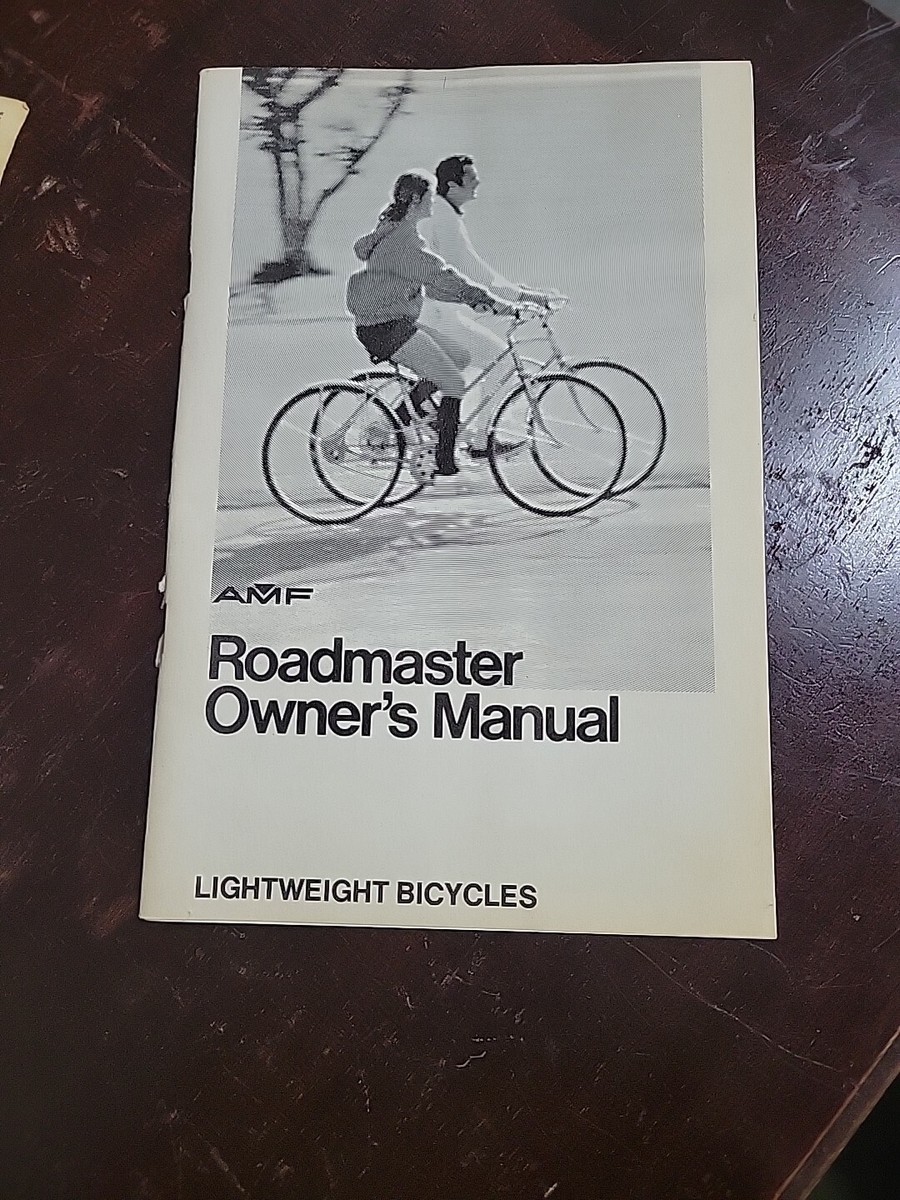 AMF
Roadmaster
Owner's Manual
LIGHTWEIGHT BICYCLES